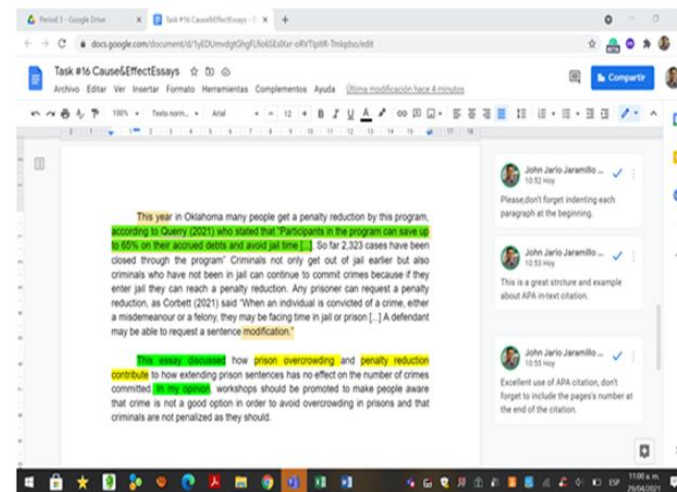 Period 3 - Google Drive
Task #16 Cause&EffectEssays - G
Task #16 Cause&EffectEssays
Archivo Editar Ver Insertar Formato Herramientas Complementos Ayuda Última modificación hace 4 minutos
Compartir
100% Texto norm... Arial 12 B I U A
This year in Oklahoma many people get a penalty reduction by this program,
according to Querry (2021) who stated that "Participants in the program can save up
to 65% on their accrued debts and avoid jail time [...]. So far 2,323 cases have been
closed through the program" Criminals not only get out of jail earlier but also
criminals who have not been in jail can continue to commit crimes because if they
enter jail they can reach a penalty reduction. Any prisoner can request a penalty
reduction, as Corbett (2021) said "When an individual is convicted of a crime, either
a misdemeanour or a felony, they may be facing time in jail or prison [...] A defendant
may be able to request a sentence modification."
This essay discussed how prison overcrowding and penalty reduction
contribute to how extending prison sentences has no effect on the number of crimes
committed. In my opinion, workshops should be promoted to make people aware
that crime is not a good option in order to avoid overcrowding in prisons and that
criminals are not penalized as they should.
John Jario Jaramillo ...
10:52 Hoy
Please,don't forget indenting each
paragraph at the beginning.
John Jario Jaramillo ...
10:53 Hoy
This is a great strcture and example
about APA in-text citation.
John Jario Jaramillo ...
10:55 Hoy
Excellent use of APA citation, don't
forget to include the pages's number at
the end of the citation.
ESP
11:00 a. m.
29/04/2021